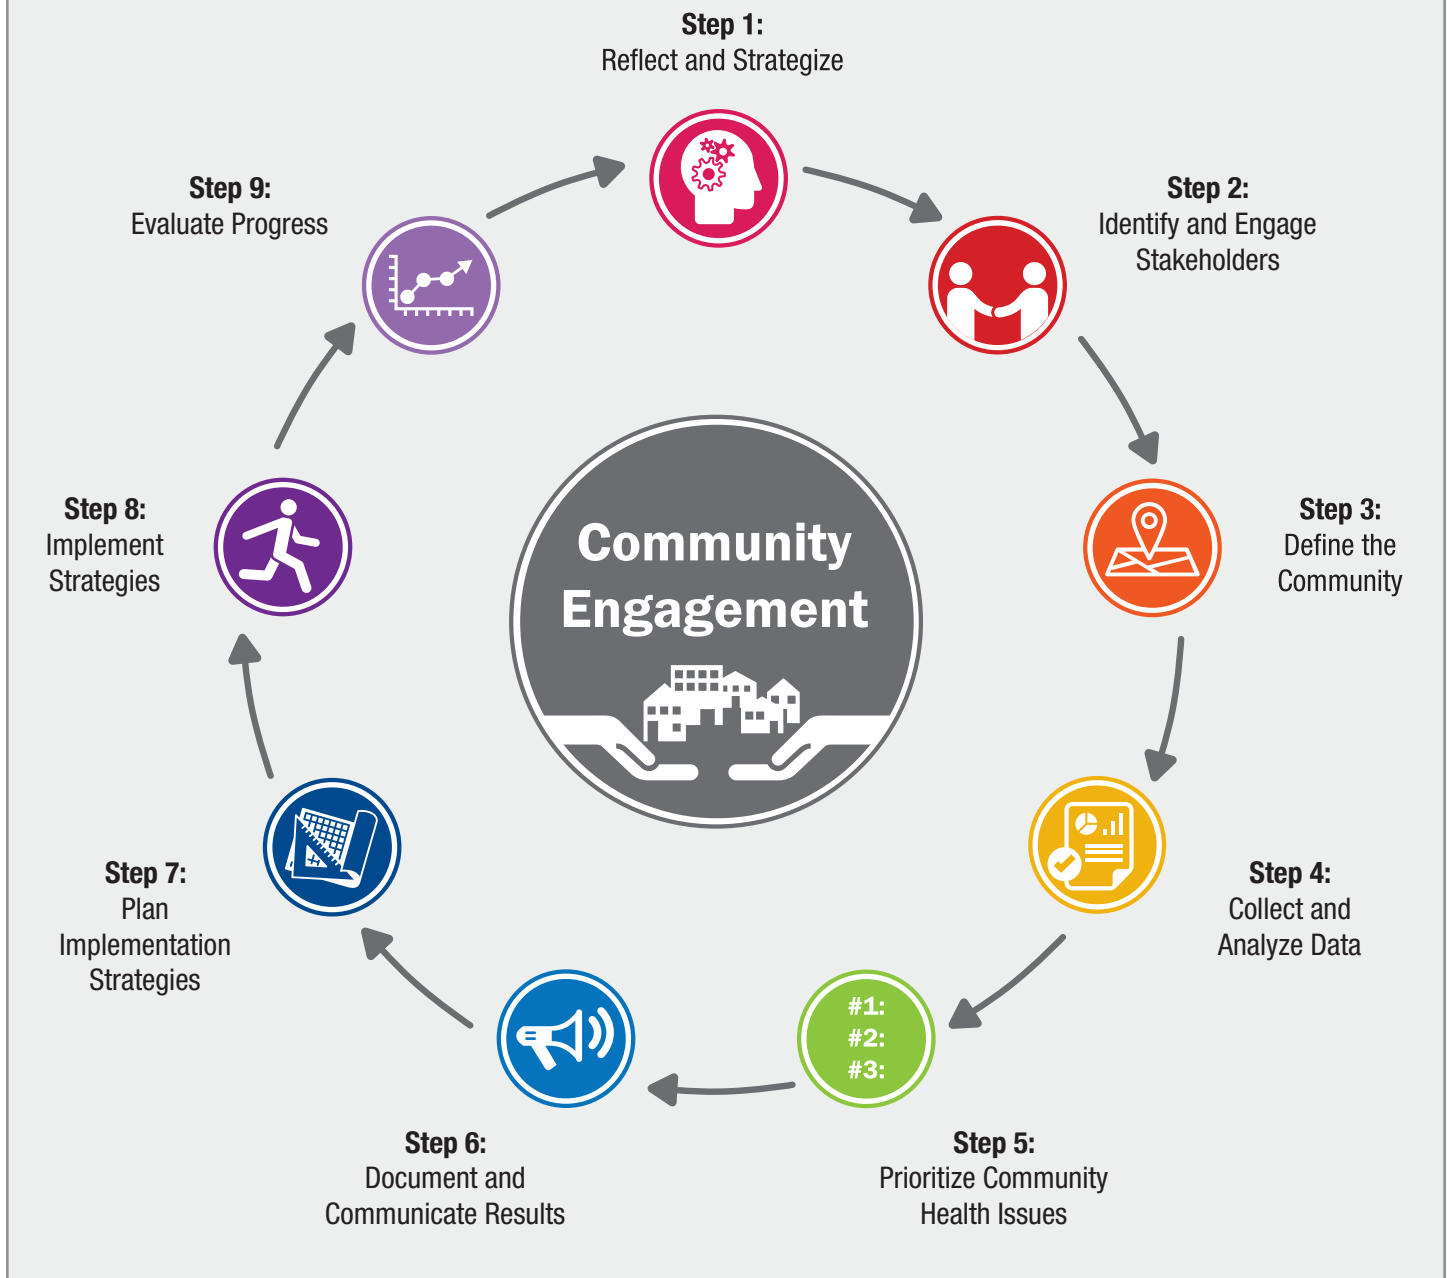 Step 1:
Reflect and Strategize
Step 2:
Identify and Engage
Stakeholders
Step 3:
Define the
Community
Step 4:
Collect and
Analyze Data
Step 5:
Prioritize Community
Health Issues
#1:
#2:
#3:
Step 6:
Document and
Communicate Results
Step 7:
Plan
Implementation
Strategies
Step 8:
Implement
Strategies
Step 9:
Evaluate Progress
Community
Engagement